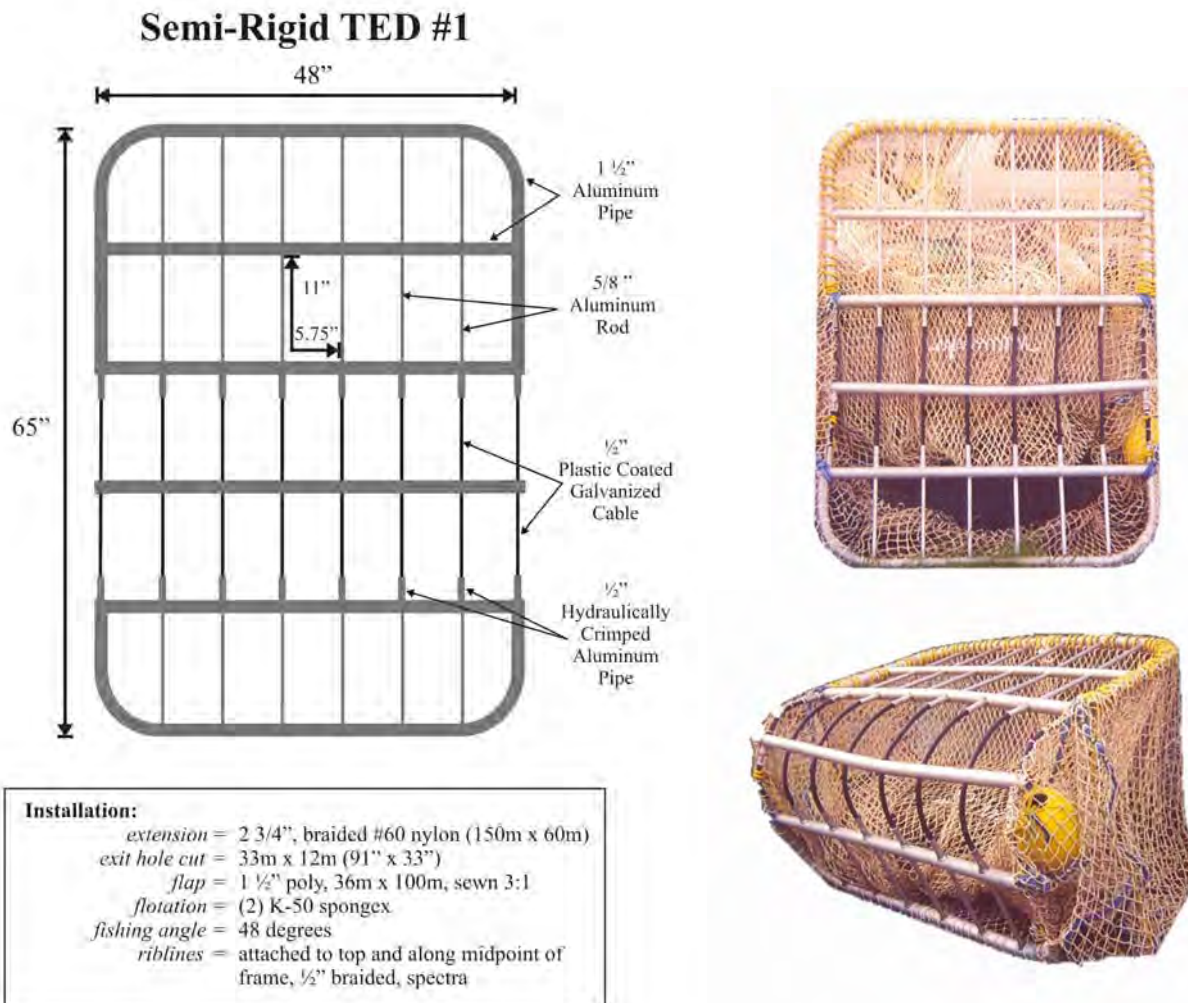 Semi-Rigid TED #1
48”
1 ½”
Aluminum
Pipe
11”
5.75”
5/8 ”
Aluminum
Rod
65”
½”
Plastic Coated
Galvanized
Cable
½”
Hydraulically
Crimped
Aluminum
Pipe
Installation:
extension = 2 3/4”, braided #60 nylon (150m x 60m)
exit hole cut = 33m x 12m (91” x 33”)
flap = 1 ½” poly, 36m x 100m, sewn 3:1
flotation = (2) K-50 spongex
fishing angle = 48 degrees
riblines = attached to top and along midpoint of
frame, ½” braided, spectra